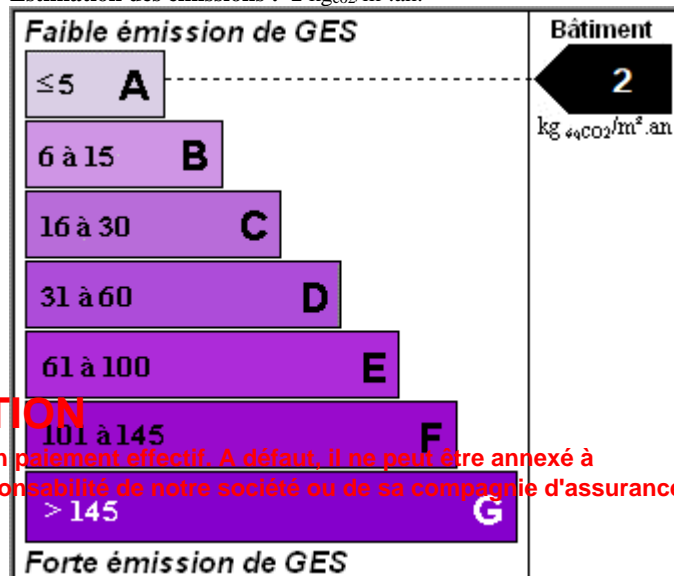 Faible émission de GES
Bâtiment
≤5 A
2
kg éqCO2/m².an
6 à 15 B
16 à 30 C
31 à 60 D
61 à 100 E
TION
101 à 145 F
paiement effectif. A défaut, il ne peut être annexé à
de notre société ou de sa compagnie d'assurance
> 145 G
Forte émission de GES